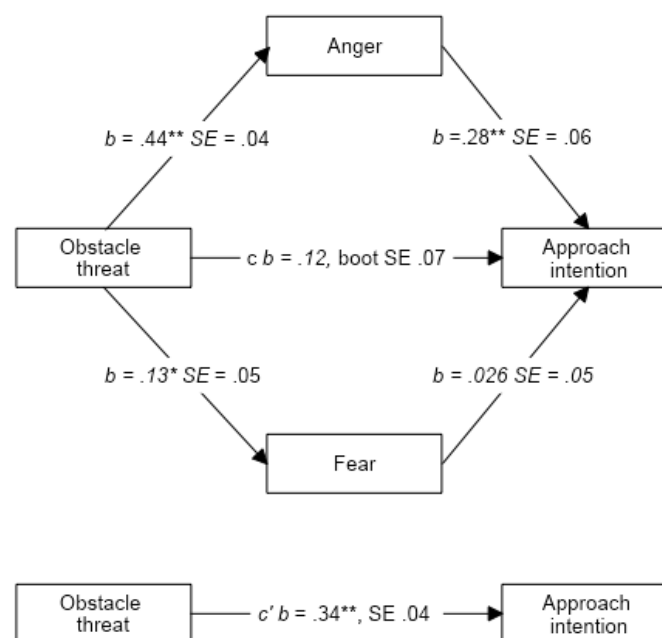 Anger
b = .44** SE = .04
b =.28** SE = .06
Obstacle
threat
c b = .12, boot SE .07
Approach
intention
b = .13* SE = .05
b = .026 SE = .05
Fear
Obstacle
threat
c' b = .34**, SE .04
Approach
intention